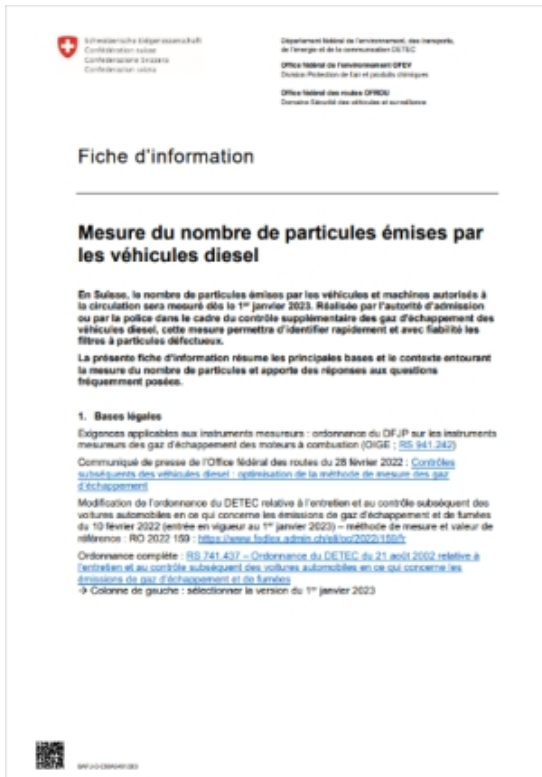 Schweizerische Eidgenossenschaft
Confédération suisse
Confederazione Svizzera
Confederaziun svizra
Département fédéral de l'environnement, des transports,
de l'énergie et de la communication DETEC
Office fédéral de l'environnement OFEV
Division Protection de l'air et produits chimiques
Office fédéral des routes OFROU
Domaine Sécurité des véhicules et surveillance
Fiche d'information
Mesure du nombre de particules émises par
les véhicules diesel
En Suisse, le nombre de particules émises par les véhicules et machines autorisés à
la circulation sera mesuré dès le 1er janvier 2023. Réalisée par l'autorité d'admission
ou par la police dans le cadre du contrôle supplémentaire des gaz d'échappement des
véhicules diesel, cette mesure permettra d'identifier rapidement et avec fiabilité les
filtres à particules défectueux.
La présente fiche d'information résume les principales bases et le contexte entourant
la mesure du nombre de particules et apporte des réponses aux questions
fréquemment posées.
1. Bases légales
Exigences applicables aux instruments mesureurs : ordonnance du DFJP sur les instruments
mesureurs des gaz d'échappement des moteurs à combustion (OIGE ; RS 941.242)
Communiqué de presse de l'Office fédéral des routes du 28 février 2022 : Contrôles
subséquents des véhicules diesel : optimisation de la méthode de mesure des gaz
d'échappement
Modification de l'ordonnance du DETEC relative à l'entretien et au contrôle subséquent des
voitures automobiles en ce qui concerne les émissions de gaz d'échappement et de fumées
du 10 février 2022 (entrée en vigueur au 1er janvier 2023) – méthode de mesure et valeur de
référence : RO 2022 159 : https://www.fedlex.admin.ch/eli/oc/2022/159/fr
Ordonnance complète : RS 741.437 – Ordonnance du DETEC du 21 août 2002 relative à
l'entretien et au contrôle subséquent des voitures automobiles en ce qui concerne les
émissions de gaz d'échappement et de fumées
→ Colonne de gauche : sélectionner la version du 1er janvier 2023